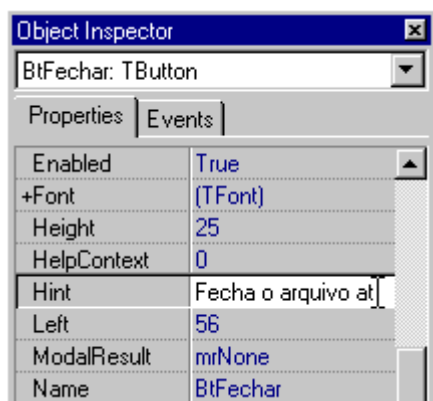 Object Inspector
BtFechar: TButton
Properties Events
Enabled True
+Font (TFont)
Height 25
HelpContext 0
Hint Fecha o arquivo at
Left 56
ModalResult mrNone
Name BtFechar